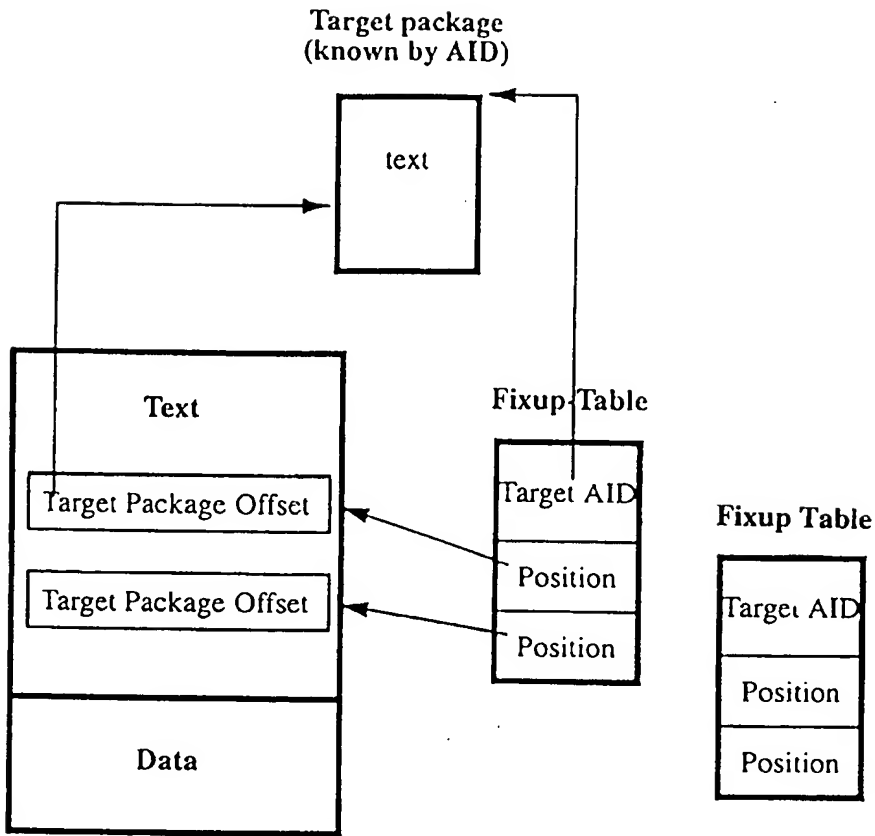 Target package
(known by AID)
text
Text
Target Package Offset
Target Package Offset
Data
Fixup Table
Target AID
Position
Position
Fixup Table
Target AID
Position
Position